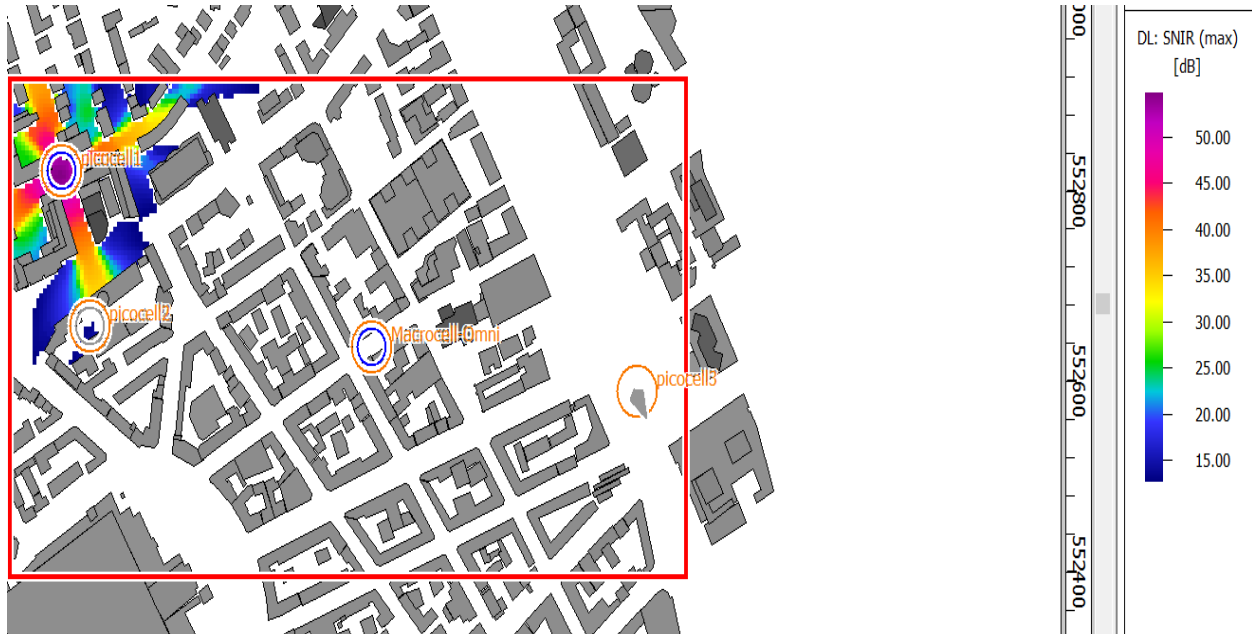 picocell1
picocell2
Macrocell-Omni
picocell3
552800
552600
552400
DL: SNIR (max)
[dB]
50.00
45.00
40.00
35.00
30.00
25.00
20.00
15.00